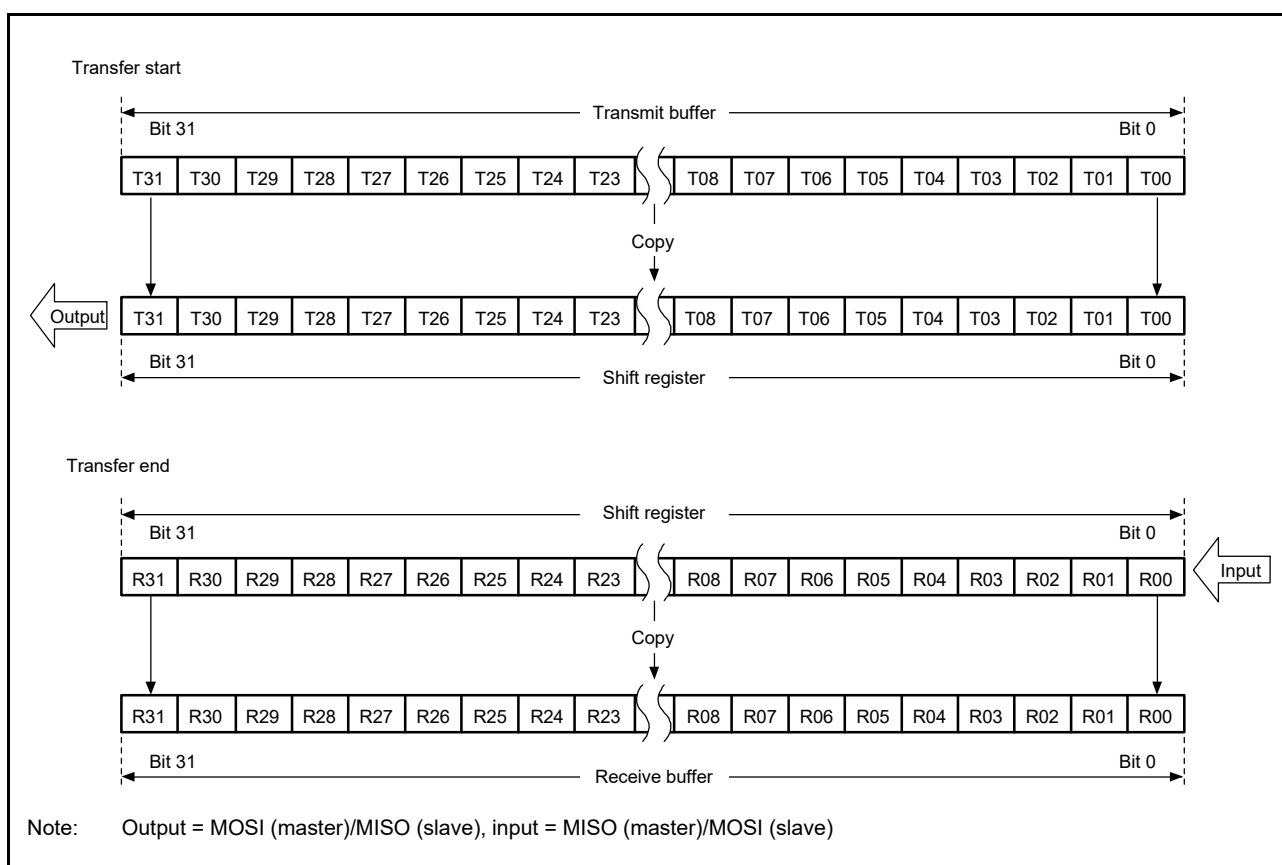 Transfer start
Transmit buffer
Bit 31 Bit 0
T31 T30 T29 T28 T27 T26 T25 T24 T23 T08 T07 T06 T05 T04 T03 T02 T01 T00
Copy
Output T31 T30 T29 T28 T27 T26 T25 T24 T23 T08 T07 T06 T05 T04 T03 T02 T01 T00
Bit 31 Bit 0
Shift register
Transfer end
Shift register
Bit 31 Bit 0
R31 R30 R29 R28 R27 R26 R25 R24 R23 R08 R07 R06 R05 R04 R03 R02 R01 R00 Input
Copy
R31 R30 R29 R28 R27 R26 R25 R24 R23 R08 R07 R06 R05 R04 R03 R02 R01 R00
Bit 31 Bit 0
Receive buffer
Note: Output = MOSI (master)/MISO (slave), input = MISO (master)/MOSI (slave)